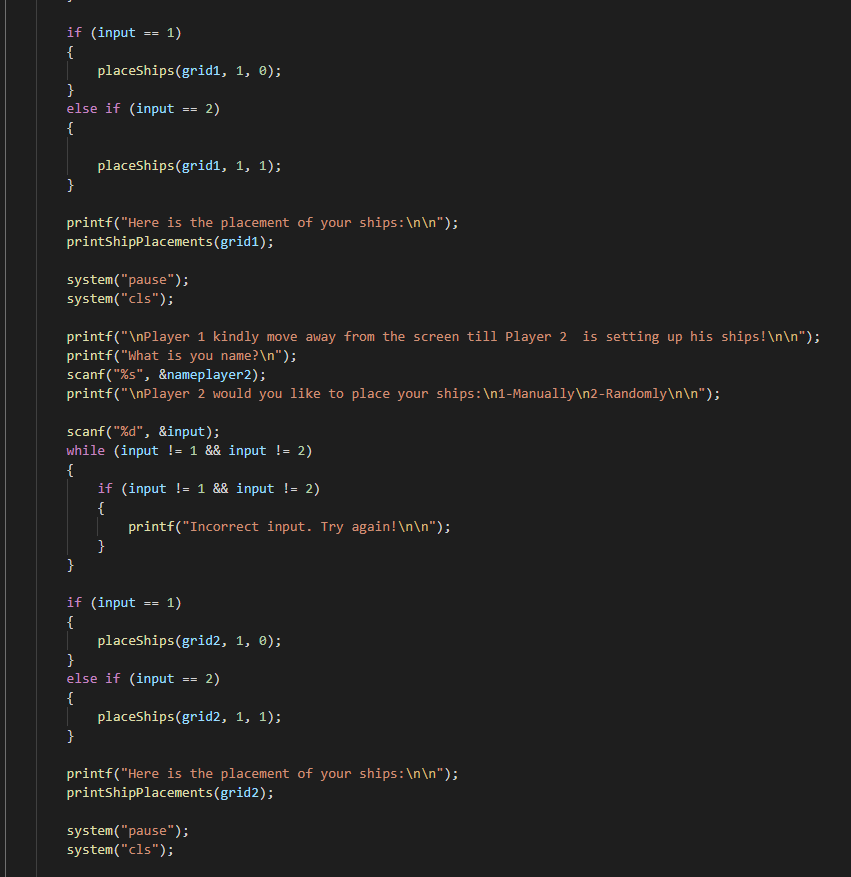 if (input == 1)
{
placeShips(grid1, 1, 0);
}
else if (input == 2)
{
placeShips(grid1, 1, 1);
}
printf("Here is the placement of your ships:\n\n");
printShipPlacements(grid1);
system("pause");
system("cls");
printf("\nPlayer 1 kindly move away from the screen till Player 2  is setting up his ships!\n\n");
printf("What is you name?\n");
scanf("%s", &nameplayer2);
printf("\nPlayer 2 would you like to place your ships:\n1-Manually\n2-Randomly\n\n");
scanf("%d", &input);
while (input != 1 && input != 2)
{
if (input != 1 && input != 2)
{
printf("Incorrect input. Try again!\n\n");
}
}
if (input == 1)
{
placeShips(grid2, 1, 0);
}
else if (input == 2)
{
placeShips(grid2, 1, 1);
}
printf("Here is the placement of your ships:\n\n");
printShipPlacements(grid2);
system("pause");
system("cls");